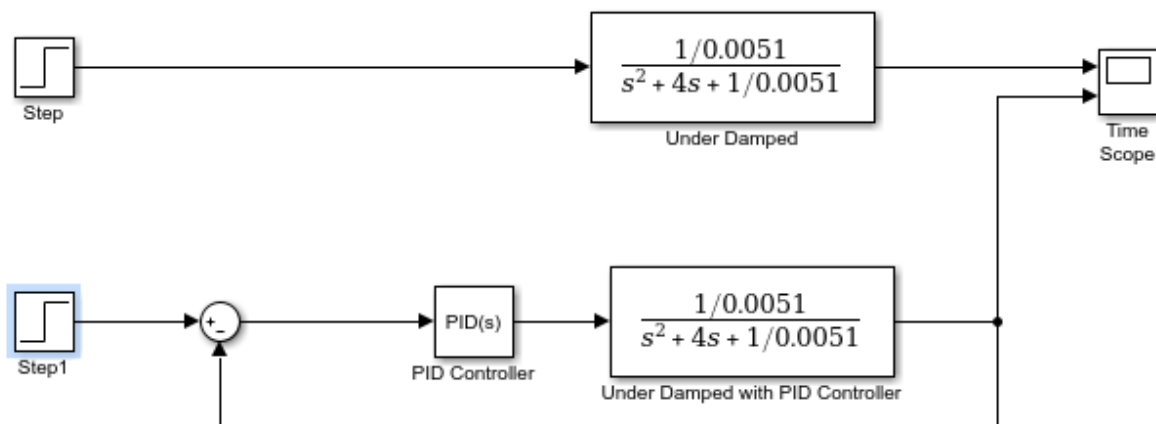 1/0.0051
s² + 4s + 1/0.0051
Step
Under Damped
Time
Scope
+
−
PID(s)
1/0.0051
s² + 4s + 1/0.0051
Step1
PID Controller
Under Damped with PID Controller